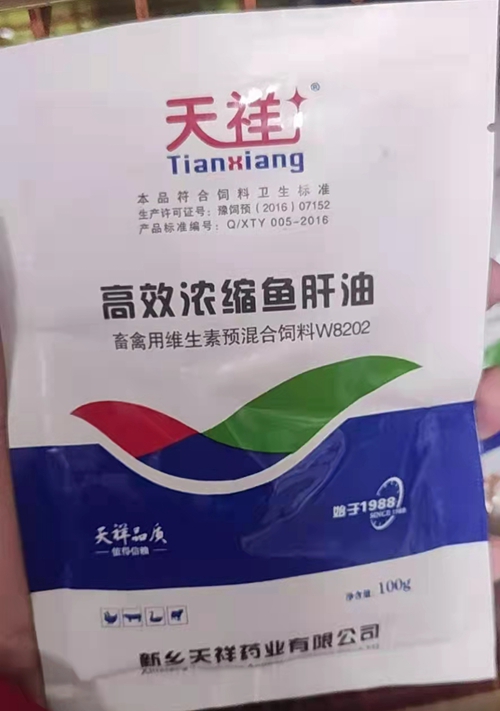 天祥®
Tianxiang
本品符合饲料卫生标准
生产许可证号：豫饲预（2016）07152
产品标准编号：Q/XTY 005-2016
高效浓缩鱼肝油
畜禽用维生素预混合饲料W8202
始于1988
SINCE 1988
天祥品质
值得信赖
净含量：100g
新乡天祥药业有限公司